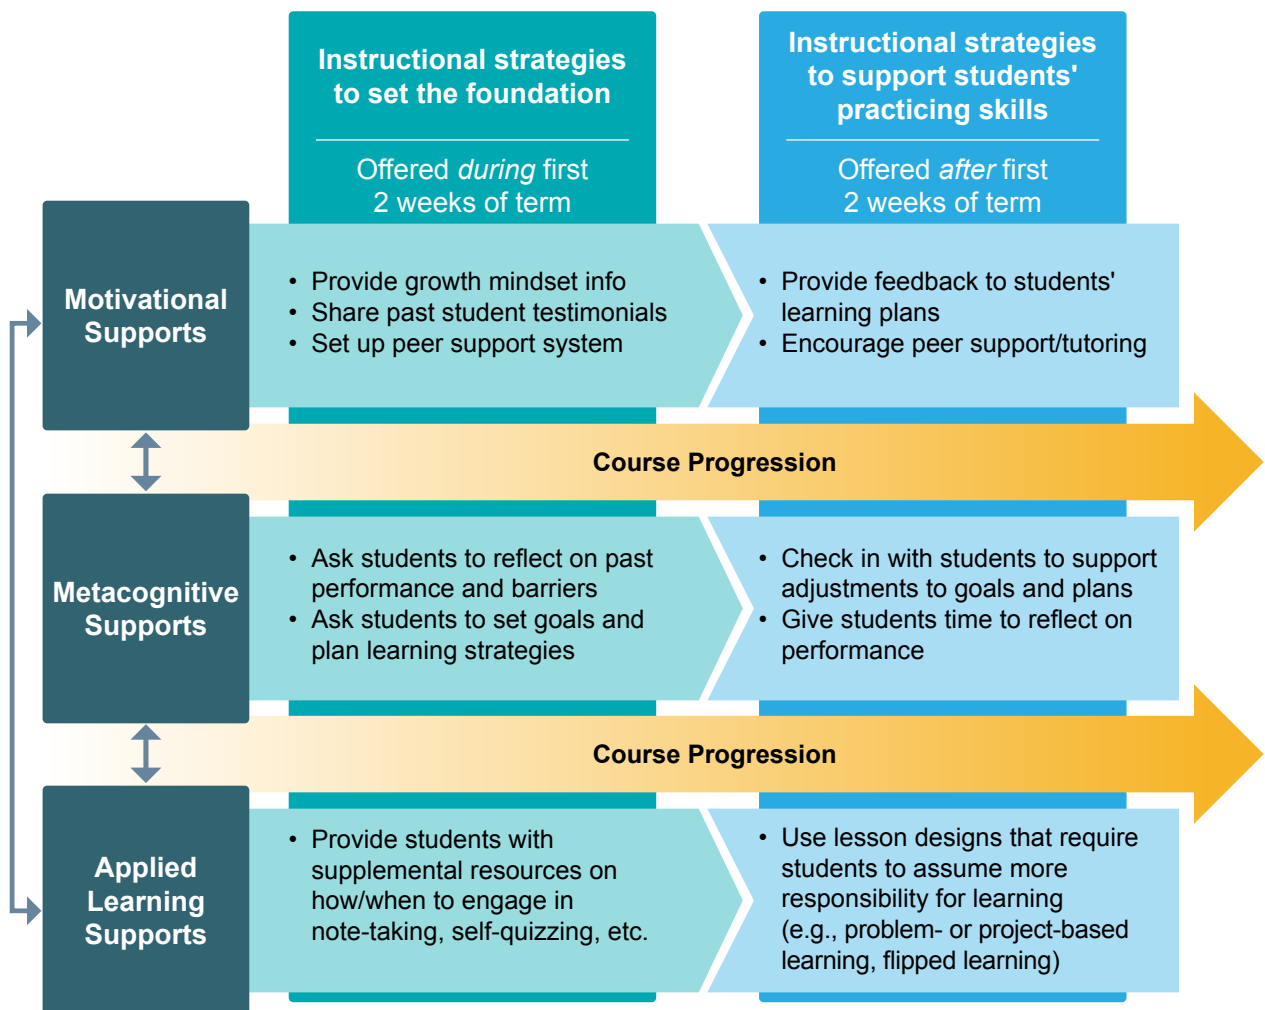 Instructional strategies
to set the foundation
Offered during first
2 weeks of term
Instructional strategies
to support students'
practicing skills
Offered after first
2 weeks of term
Motivational
Supports
• Provide growth mindset info
• Share past student testimonials
• Set up peer support system
• Provide feedback to students'
learning plans
• Encourage peer support/tutoring
Course Progression
Metacognitive
Supports
• Ask students to reflect on past
performance and barriers
• Ask students to set goals and
plan learning strategies
• Check in with students to support
adjustments to goals and plans
• Give students time to reflect on
performance
Course Progression
Applied
Learning
Supports
• Provide students with
supplemental resources on
how/when to engage in
note-taking, self-quizzing, etc.
• Use lesson designs that require
students to assume more
responsibility for learning
(e.g., problem- or project-based
learning, flipped learning)